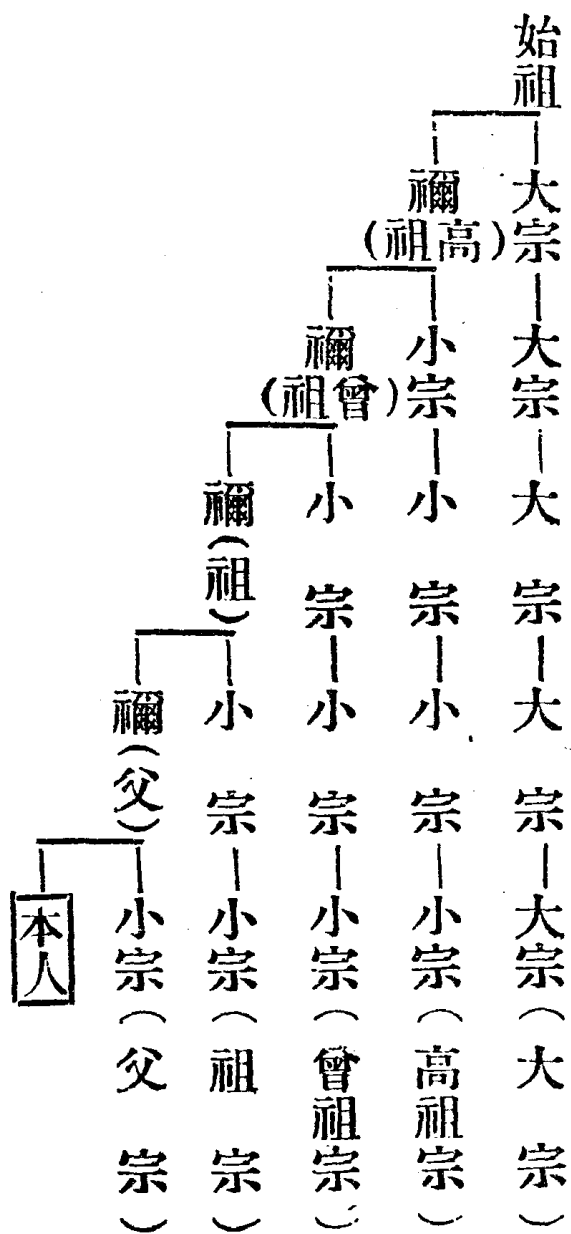 始祖
大宗
大宗
大宗
大宗
大宗(大宗)
禰
(高祖)
小宗
小宗
小宗
小宗(高祖宗)
禰
(曾祖)
小宗
小宗
小宗(曾祖宗)
禰(祖)
小宗
小宗(祖宗)
禰(父)
小宗(父宗)
本人